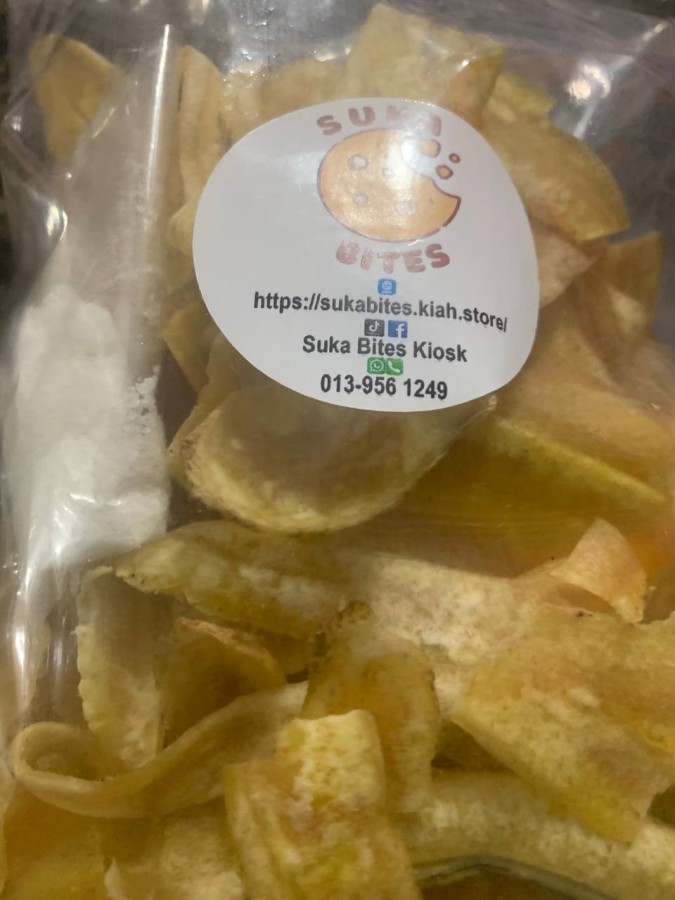 SUKA
BITES
https://sukabites.kiah.store/
Suka Bites Kiosk
013-956 1249